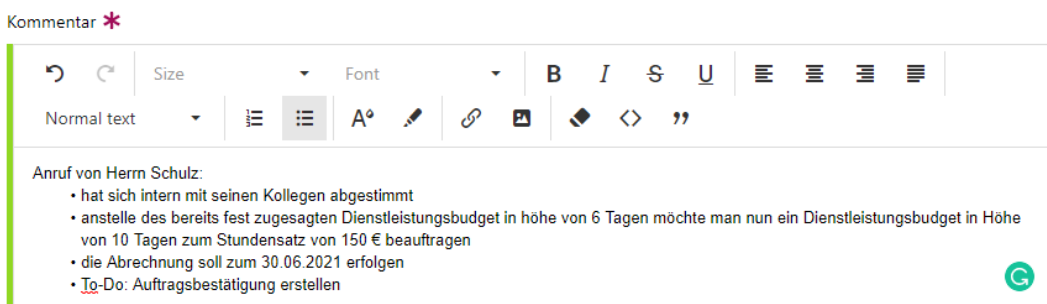 Kommentar *
Size Font B I S U
Normal text A <> ”
Anruf von Herrn Schulz:
• hat sich intern mit seinen Kollegen abgestimmt
• anstelle des bereits fest zugesagten Dienstleistungsbudget in höhe von 6 Tagen möchte man nun ein Dienstleistungsbudget in Höhe
von 10 Tagen zum Stundensatz von 150 € beauftragen
• die Abrechnung soll zum 30.06.2021 erfolgen
• To-Do: Auftragsbestätigung erstellen